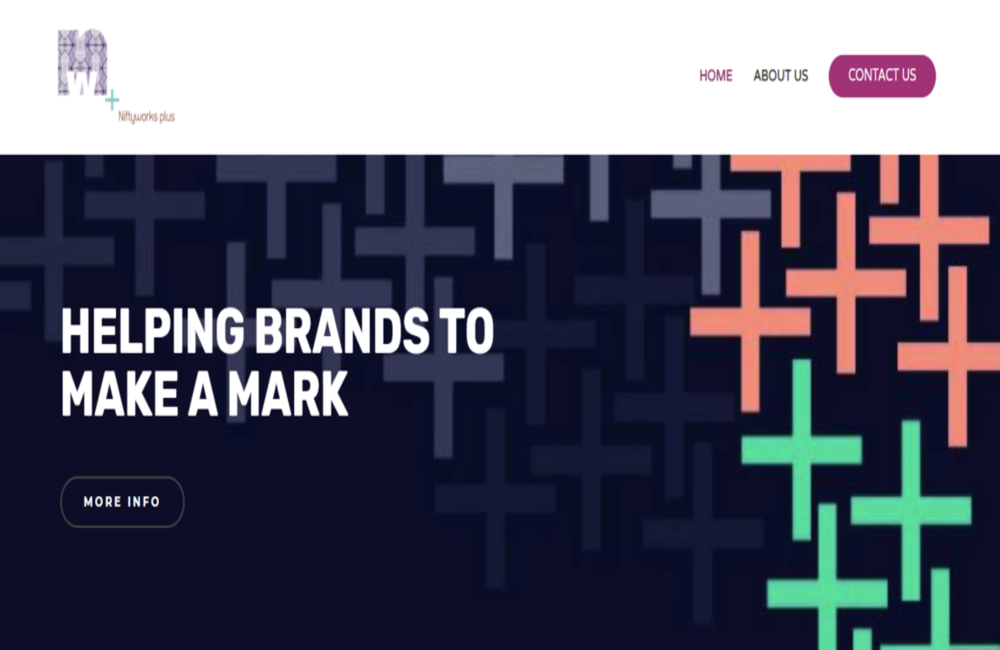 nw
Niftyworks plus
HOME ABOUT US CONTACT US
HELPING BRANDS TO
MAKE A MARK
MORE INFO